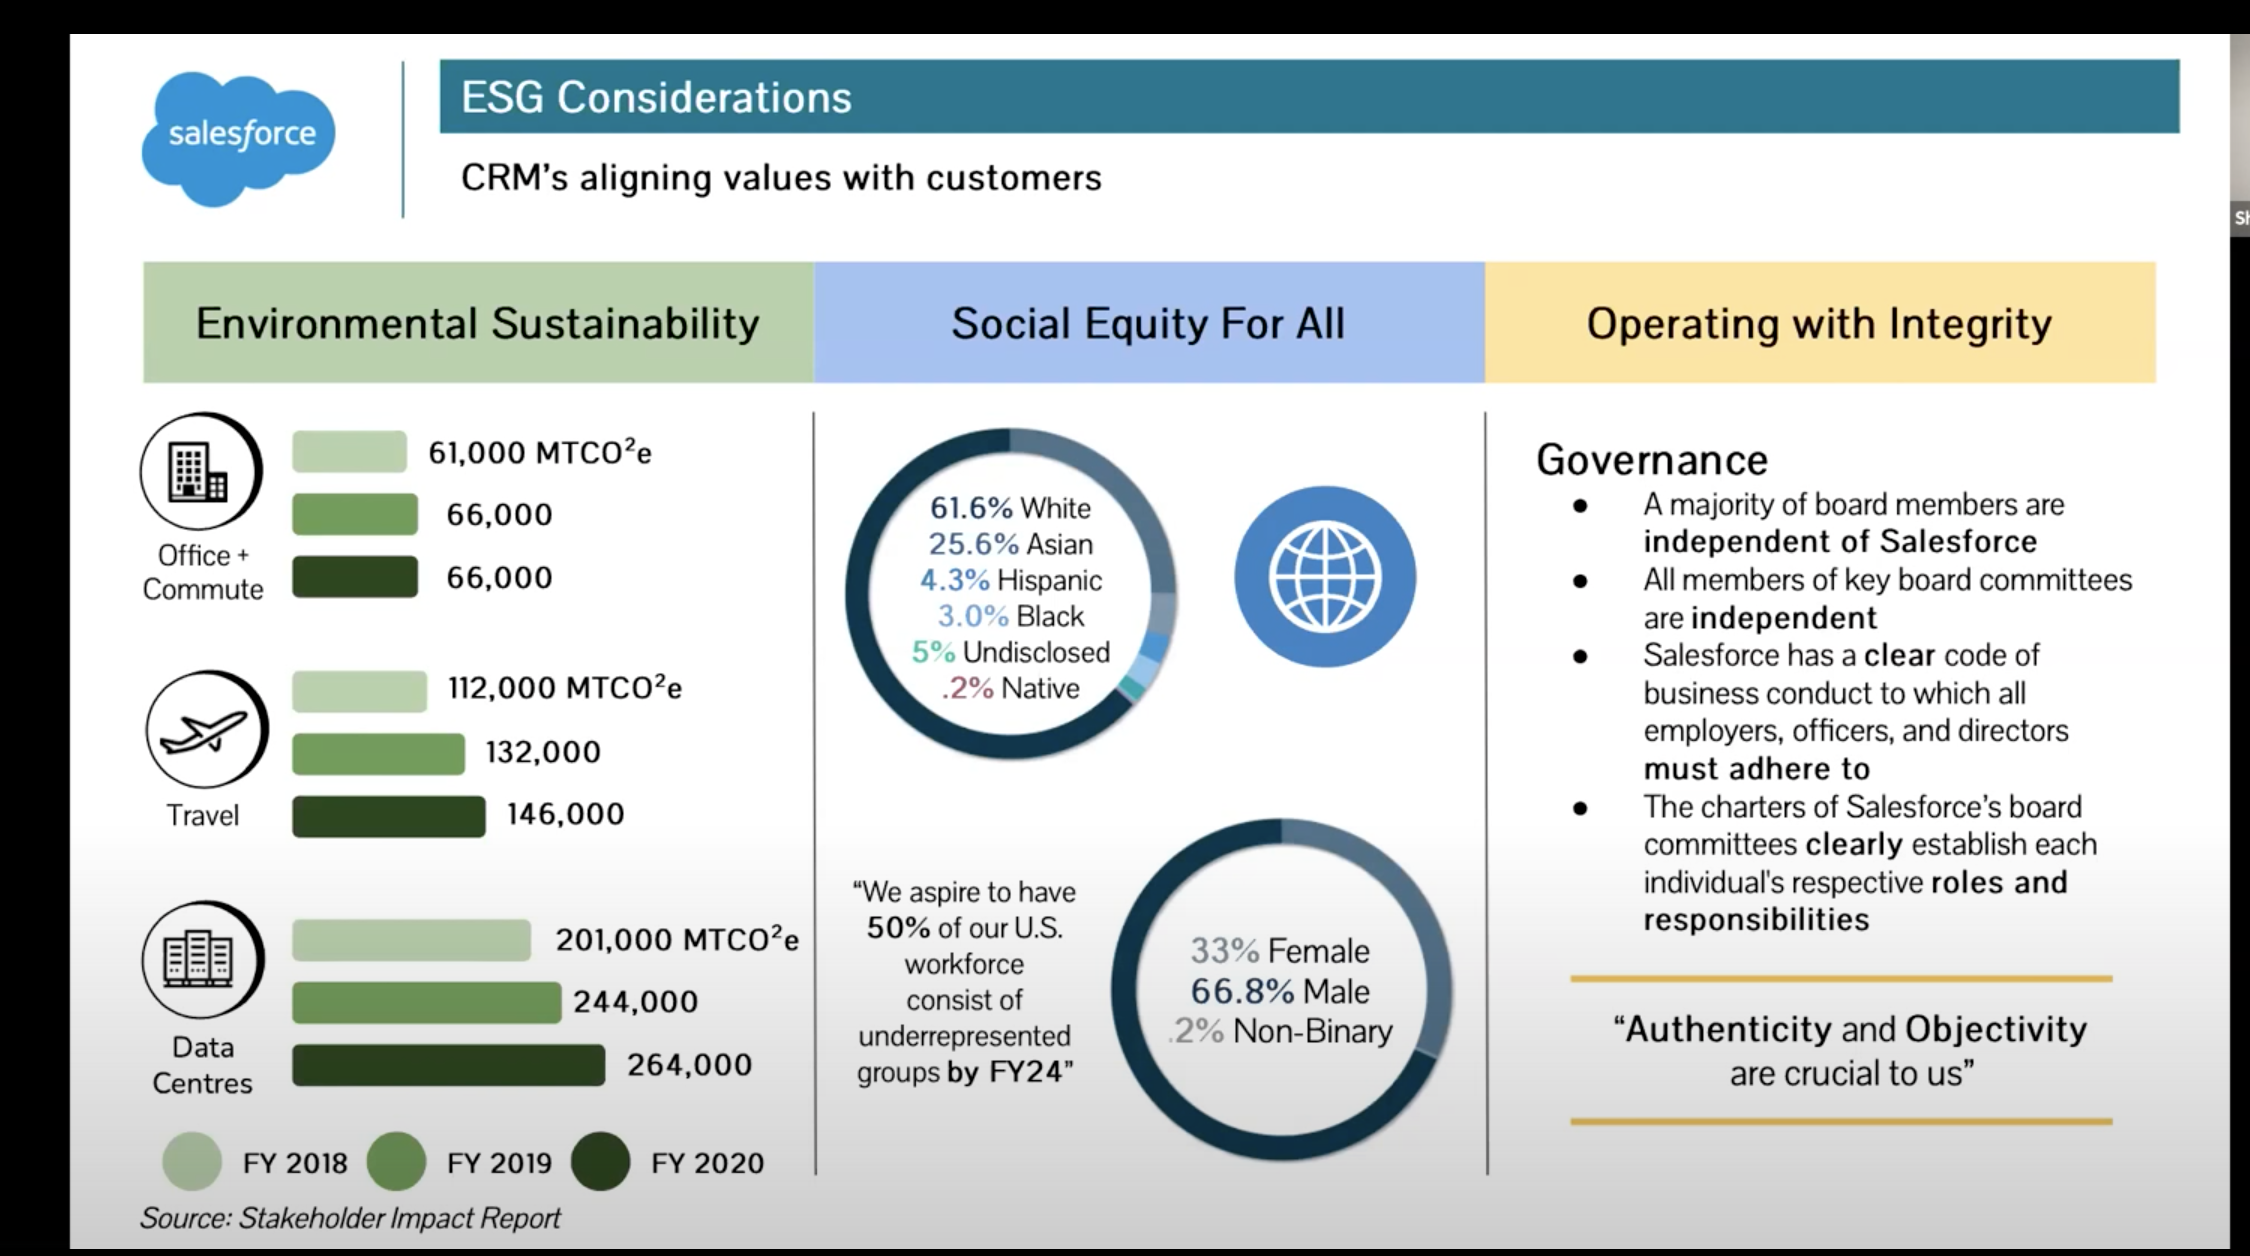 salesforce
ESG Considerations
CRM's aligning values with customers
Environmental Sustainability
Social Equity For All
Operating with Integrity
Office +
Commute
61,000 MTCO²e
66,000
66,000
Travel
112,000 MTCO²e
132,000
146,000
Data
Centres
201,000 MTCO²e
244,000
264,000
FY 2018
FY 2019
FY 2020
Source: Stakeholder Impact Report
61.6% White
25.6% Asian
4.3% Hispanic
3.0% Black
5% Undisclosed
.2% Native
“We aspire to have
50% of our U.S.
workforce
consist of
underrepresented
groups by FY24”
33% Female
66.8% Male
.2% Non-Binary
Governance
● A majority of board members are
independent of Salesforce
● All members of key board committees
are independent
● Salesforce has a clear code of
business conduct to which all
employers, officers, and directors
must adhere to
● The charters of Salesforce's board
committees clearly establish each
individual's respective roles and
responsibilities
“Authenticity and Objectivity
are crucial to us”